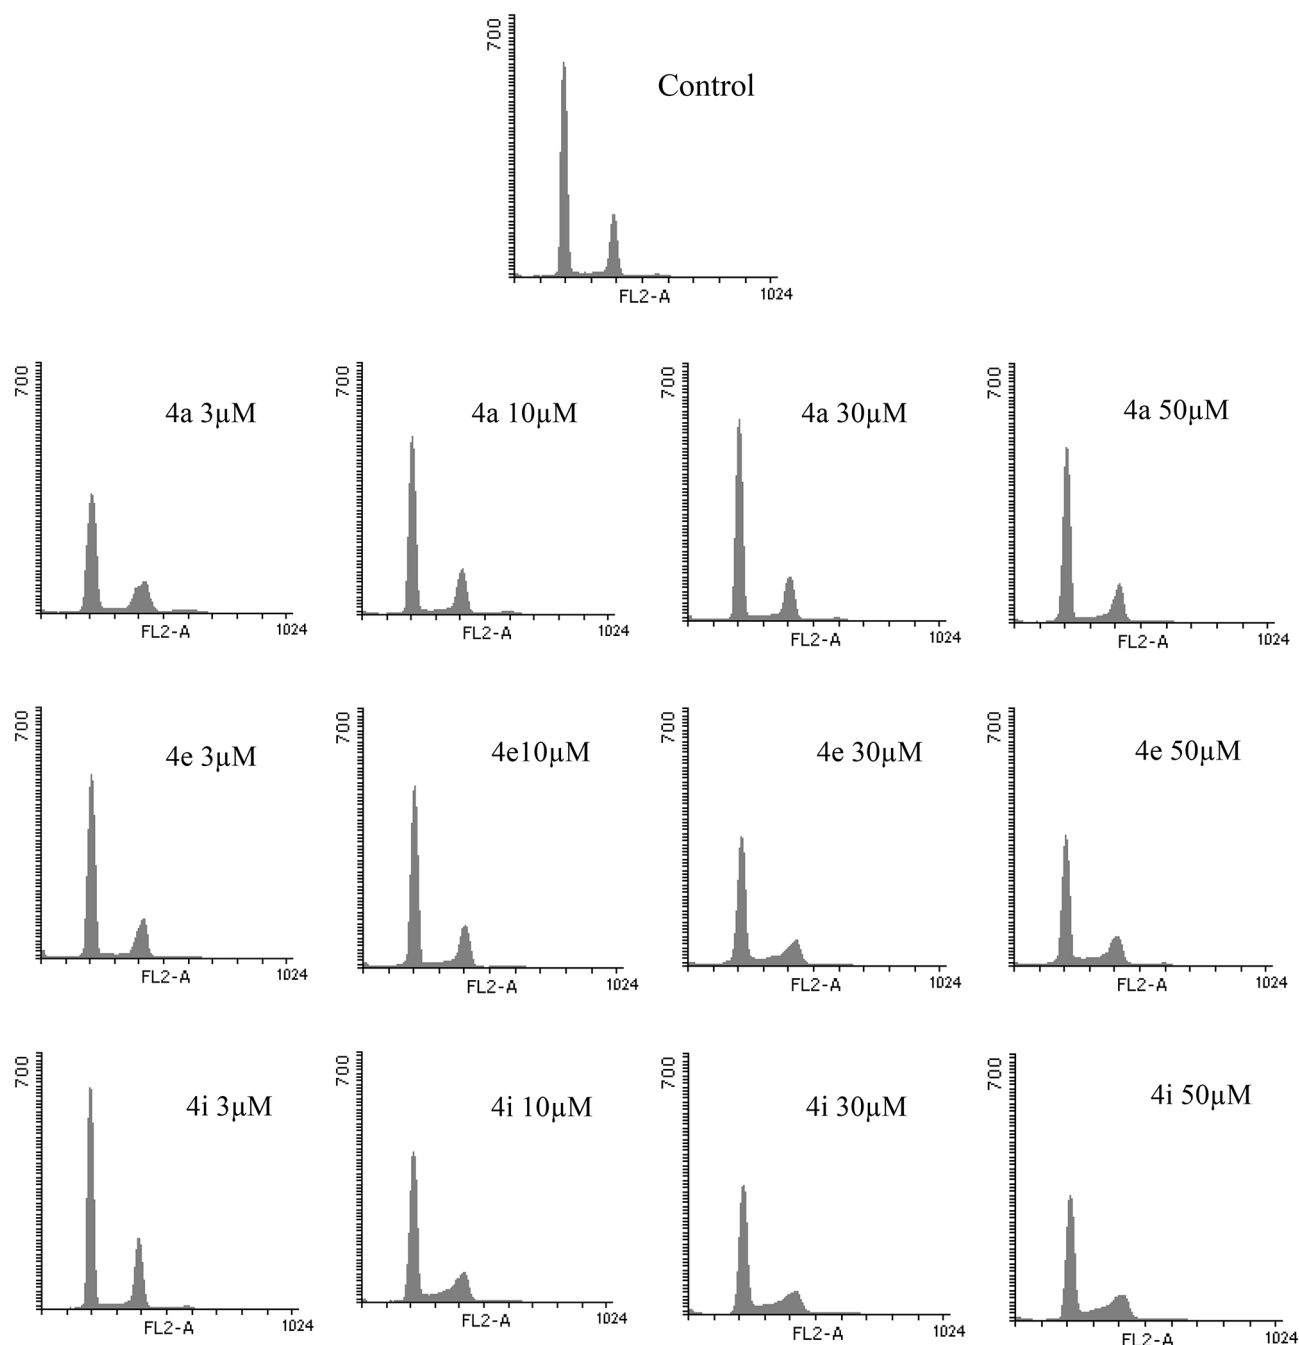 700
Control
FL2-A 1024
700 4a 3µM
FL2-A 1024
700 4a 10µM
FL2-A 1024
700 4a 30µM
FL2-A 1024
700 4a 50µM
FL2-A 1024
700 4e 3µM
FL2-A 1024
700 4e10µM
FL2-A 1024
700 4e 30µM
FL2-A 1024
700 4e 50µM
FL2-A 1024
700 4i 3µM
FL2-A 1024
700 4i 10µM
FL2-A 1024
700 4i 30µM
FL2-A 1024
700 4i 50µM
FL2-A 1024